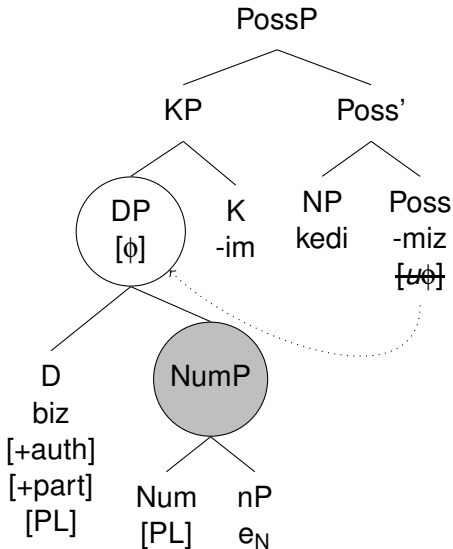 PossP
KP Poss'
DP K NP Poss
[ϕ] -im kedi -miz
[uϕ]
D NumP
biz
[+auth]
[+part] Num nP
[PL] [PL] e_N